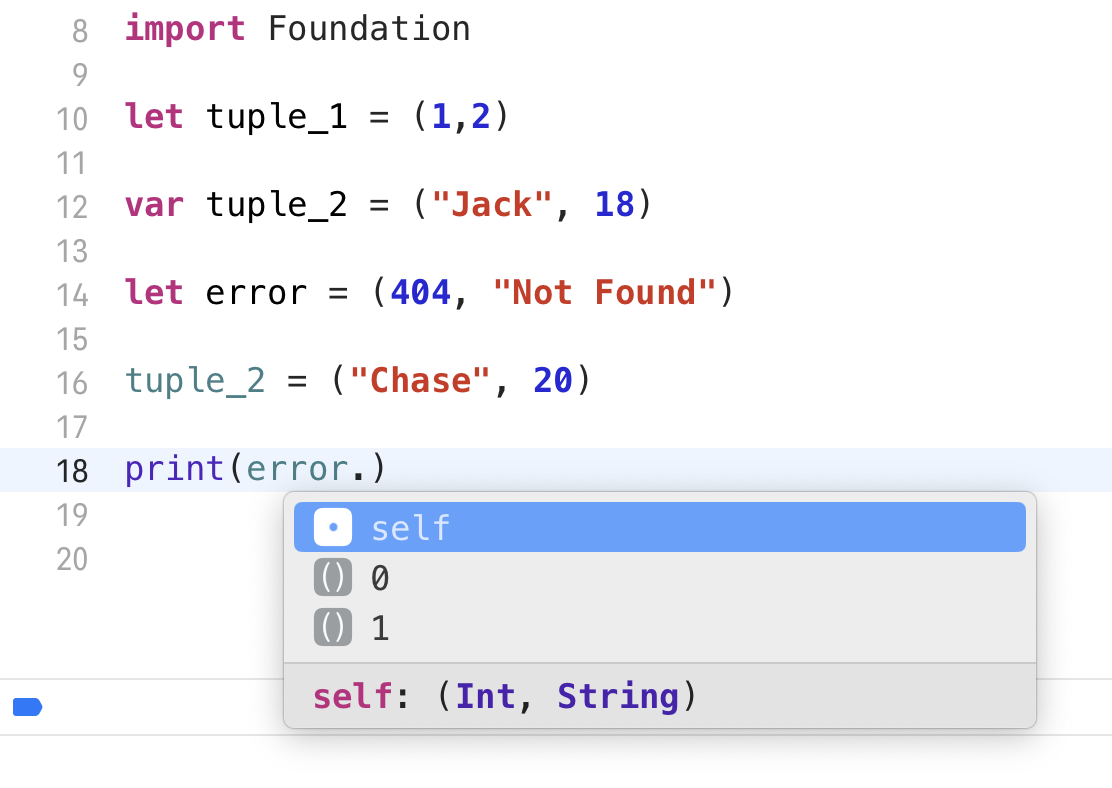 8 import Foundation
9
10 let tuple_1 = (1,2)
11
12 var tuple_2 = ("Jack", 18)
13
14 let error = (404, "Not Found")
15
16 tuple_2 = ("Chase", 20)
17
18 print(error.)
19
self
20
() 0
() 1
self: (Int, String)